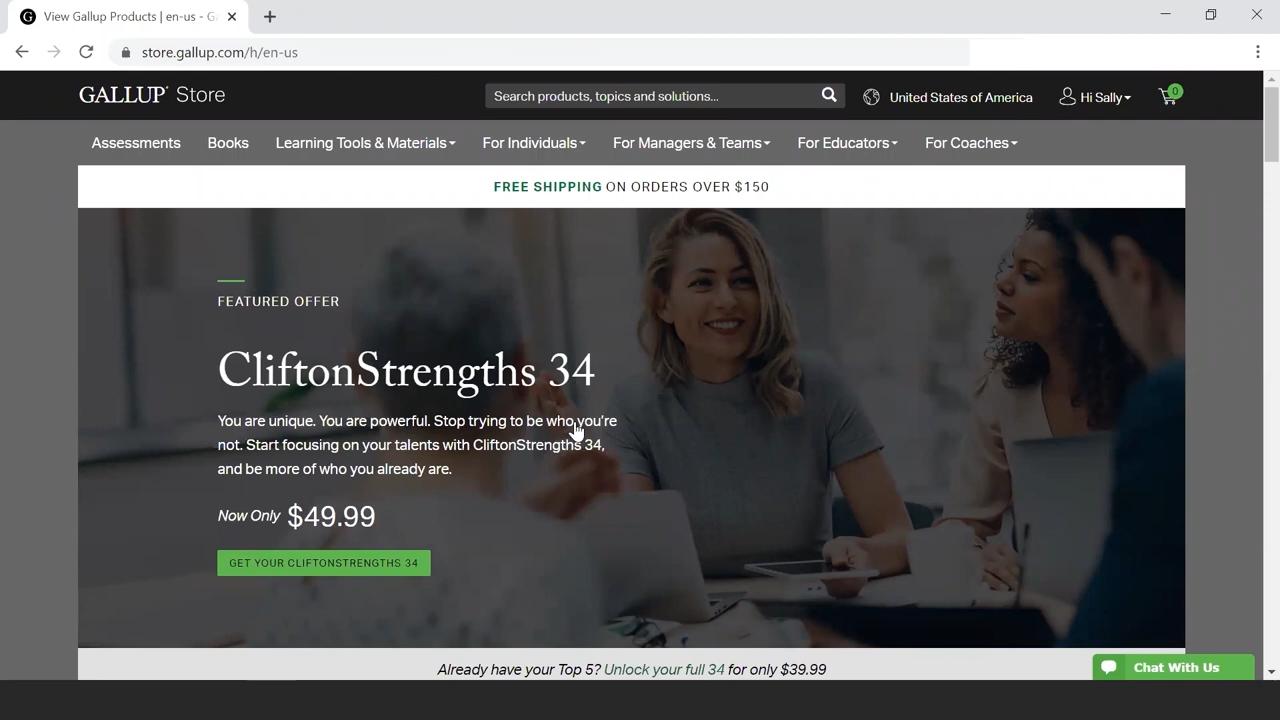 View Gallup Products | en-us - G
store.gallup.com/h/en-us
GALLUP® Store
Search products, topics and solutions...
United States of America
Hi Sally
0
Assessments
Books
Learning Tools & Materials
For Individuals
For Managers & Teams
For Educators
For Coaches
FREE SHIPPING ON ORDERS OVER $150
FEATURED OFFER
CliftonStrengths 34
You are unique. You are powerful. Stop trying to be who you're
not. Start focusing on your talents with CliftonStrengths 34,
and be more of who you already are.
Now Only $49.99
GET YOUR CLIFTONSTRENGTHS 34
Already have your Top 5? Unlock your full 34 for only $39.99
Chat With Us